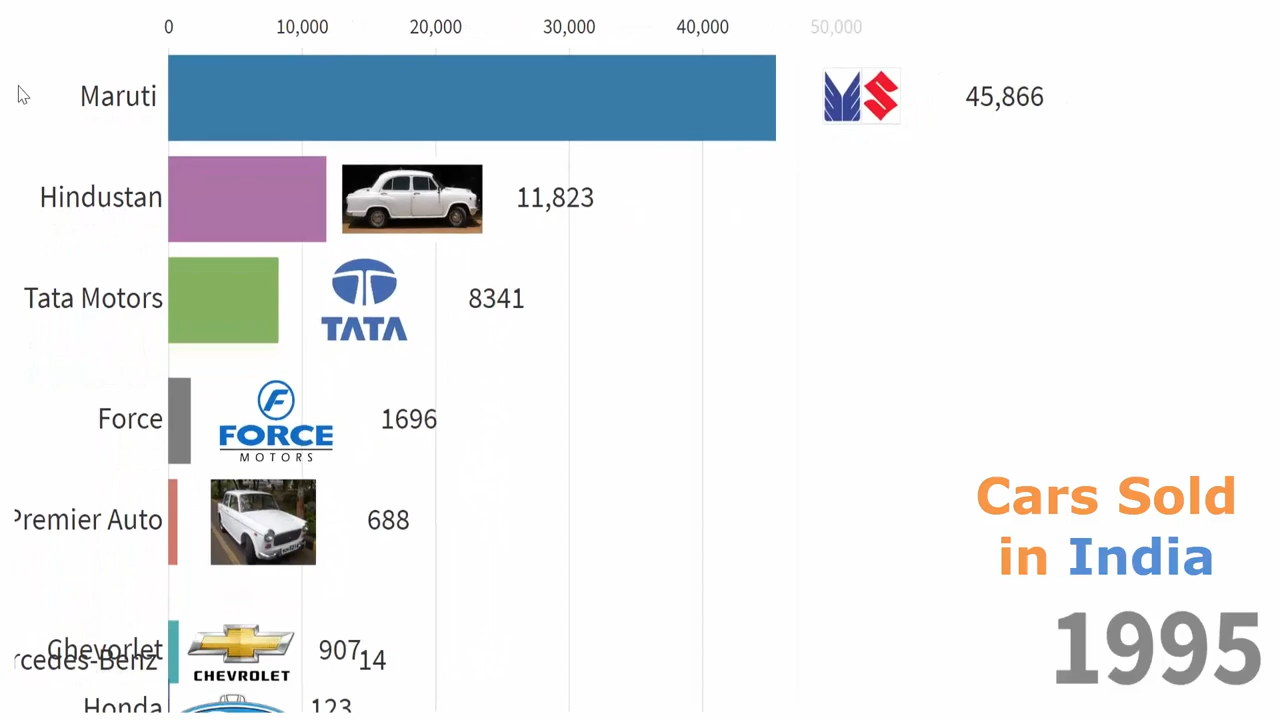 0 10,000 20,000 30,000 40,000 50,000
Maruti 45,866
Hindustan 11,823
Tata Motors 8341
TATA
Force 1696
FORCE
MOTORS
Premier Auto 688
Cars Sold
in India
Chevorlet 907
rcedes-Benz 14
CHEVROLET
1995
Honda 123